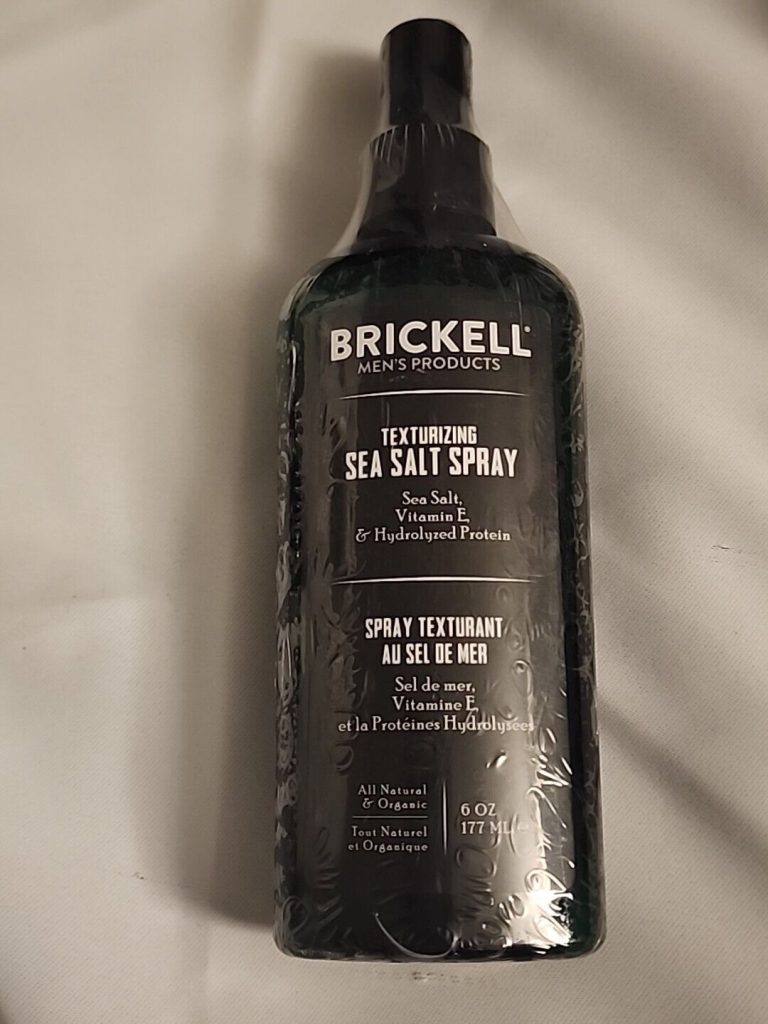 BRICKELL®
MEN'S PRODUCTS
TEXTURIZING
SEA SALT SPRAY
Sea Salt,
Vitamin E,
& Hydrolyzed Protein
SPRAY TEXTURANT
AU SEL DE MER
Sel de mer,
Vitamine E,
et la Protéines Hydrolysées
All Natural
& Organic
Tout Naturel
et Organique
6 OZ
177 ML ℮